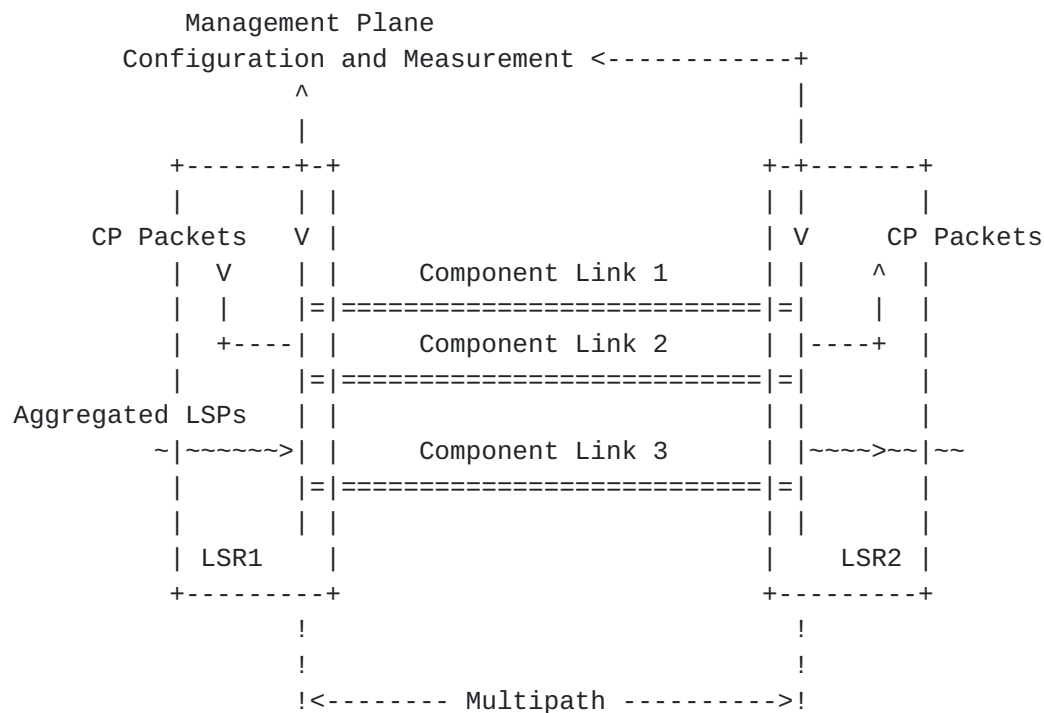 Management Plane
Configuration and Measurement <------------+
^ |
| |
+-------+-+ +-+-------+
| | | | | |
CP Packets V | | V CP Packets
| V | | Component Link 1 | | ^ |
| | |=|===========================|=| | |
| +----| | Component Link 2 | |----+ |
| |=|===========================|=| |
Aggregated LSPs | | | | |
~|~~~~~~>| | Component Link 3 | |~~~~>~~|~~
| |=|===========================|=| |
| | | | | |
| LSR1 | | LSR2 |
+---------+ +---------+
! !
! !
!<-------- Multipath ---------->!